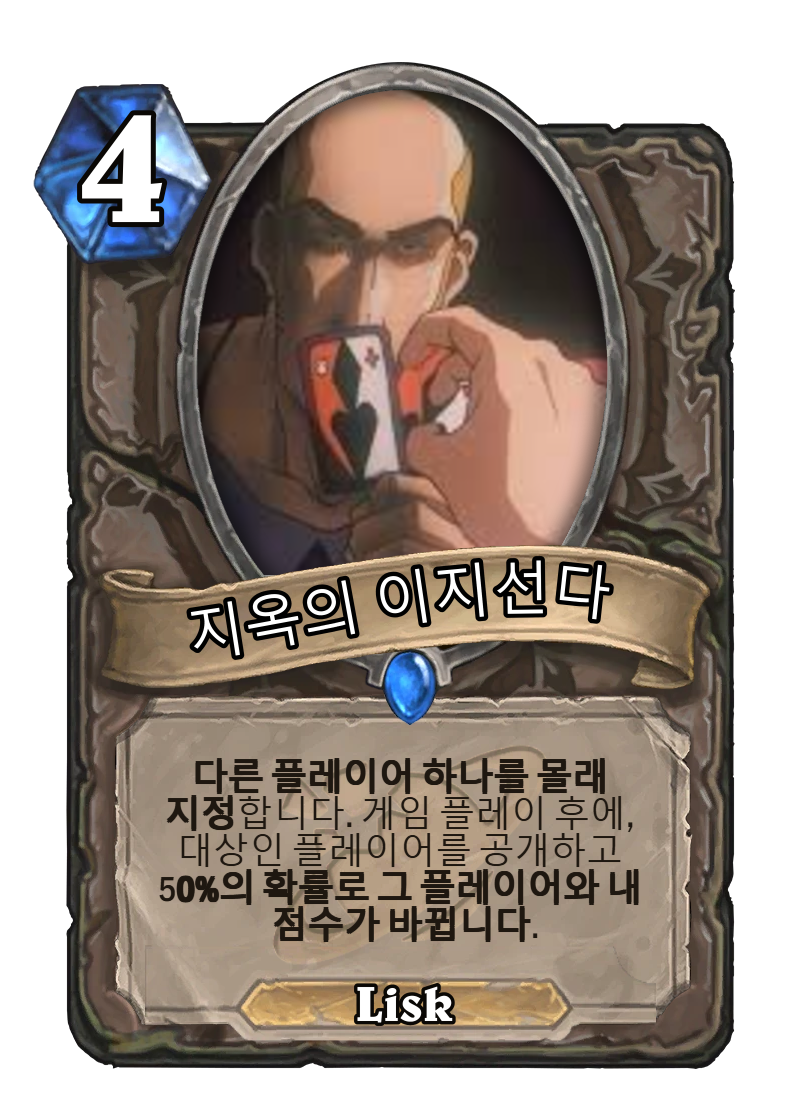 4
지옥의 이지선다
다른 플레이어 하나를 몰래
지정합니다. 게임 플레이 후에,
대상인 플레이어를 공개하고
50%의 확률로 그 플레이어와 내
점수가 바뀝니다.
Lisk